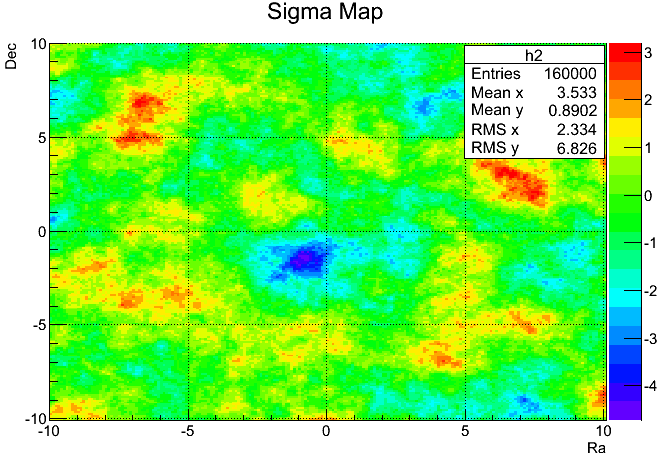 Sigma Map
Dec
h2
Entries 160000
Mean x 3.533
Mean y 0.8902
RMS x 2.334
RMS y 6.826
10
5
0
-5
-10
-10
-5
0
5
10
Ra
3
2
1
0
-1
-2
-3
-4